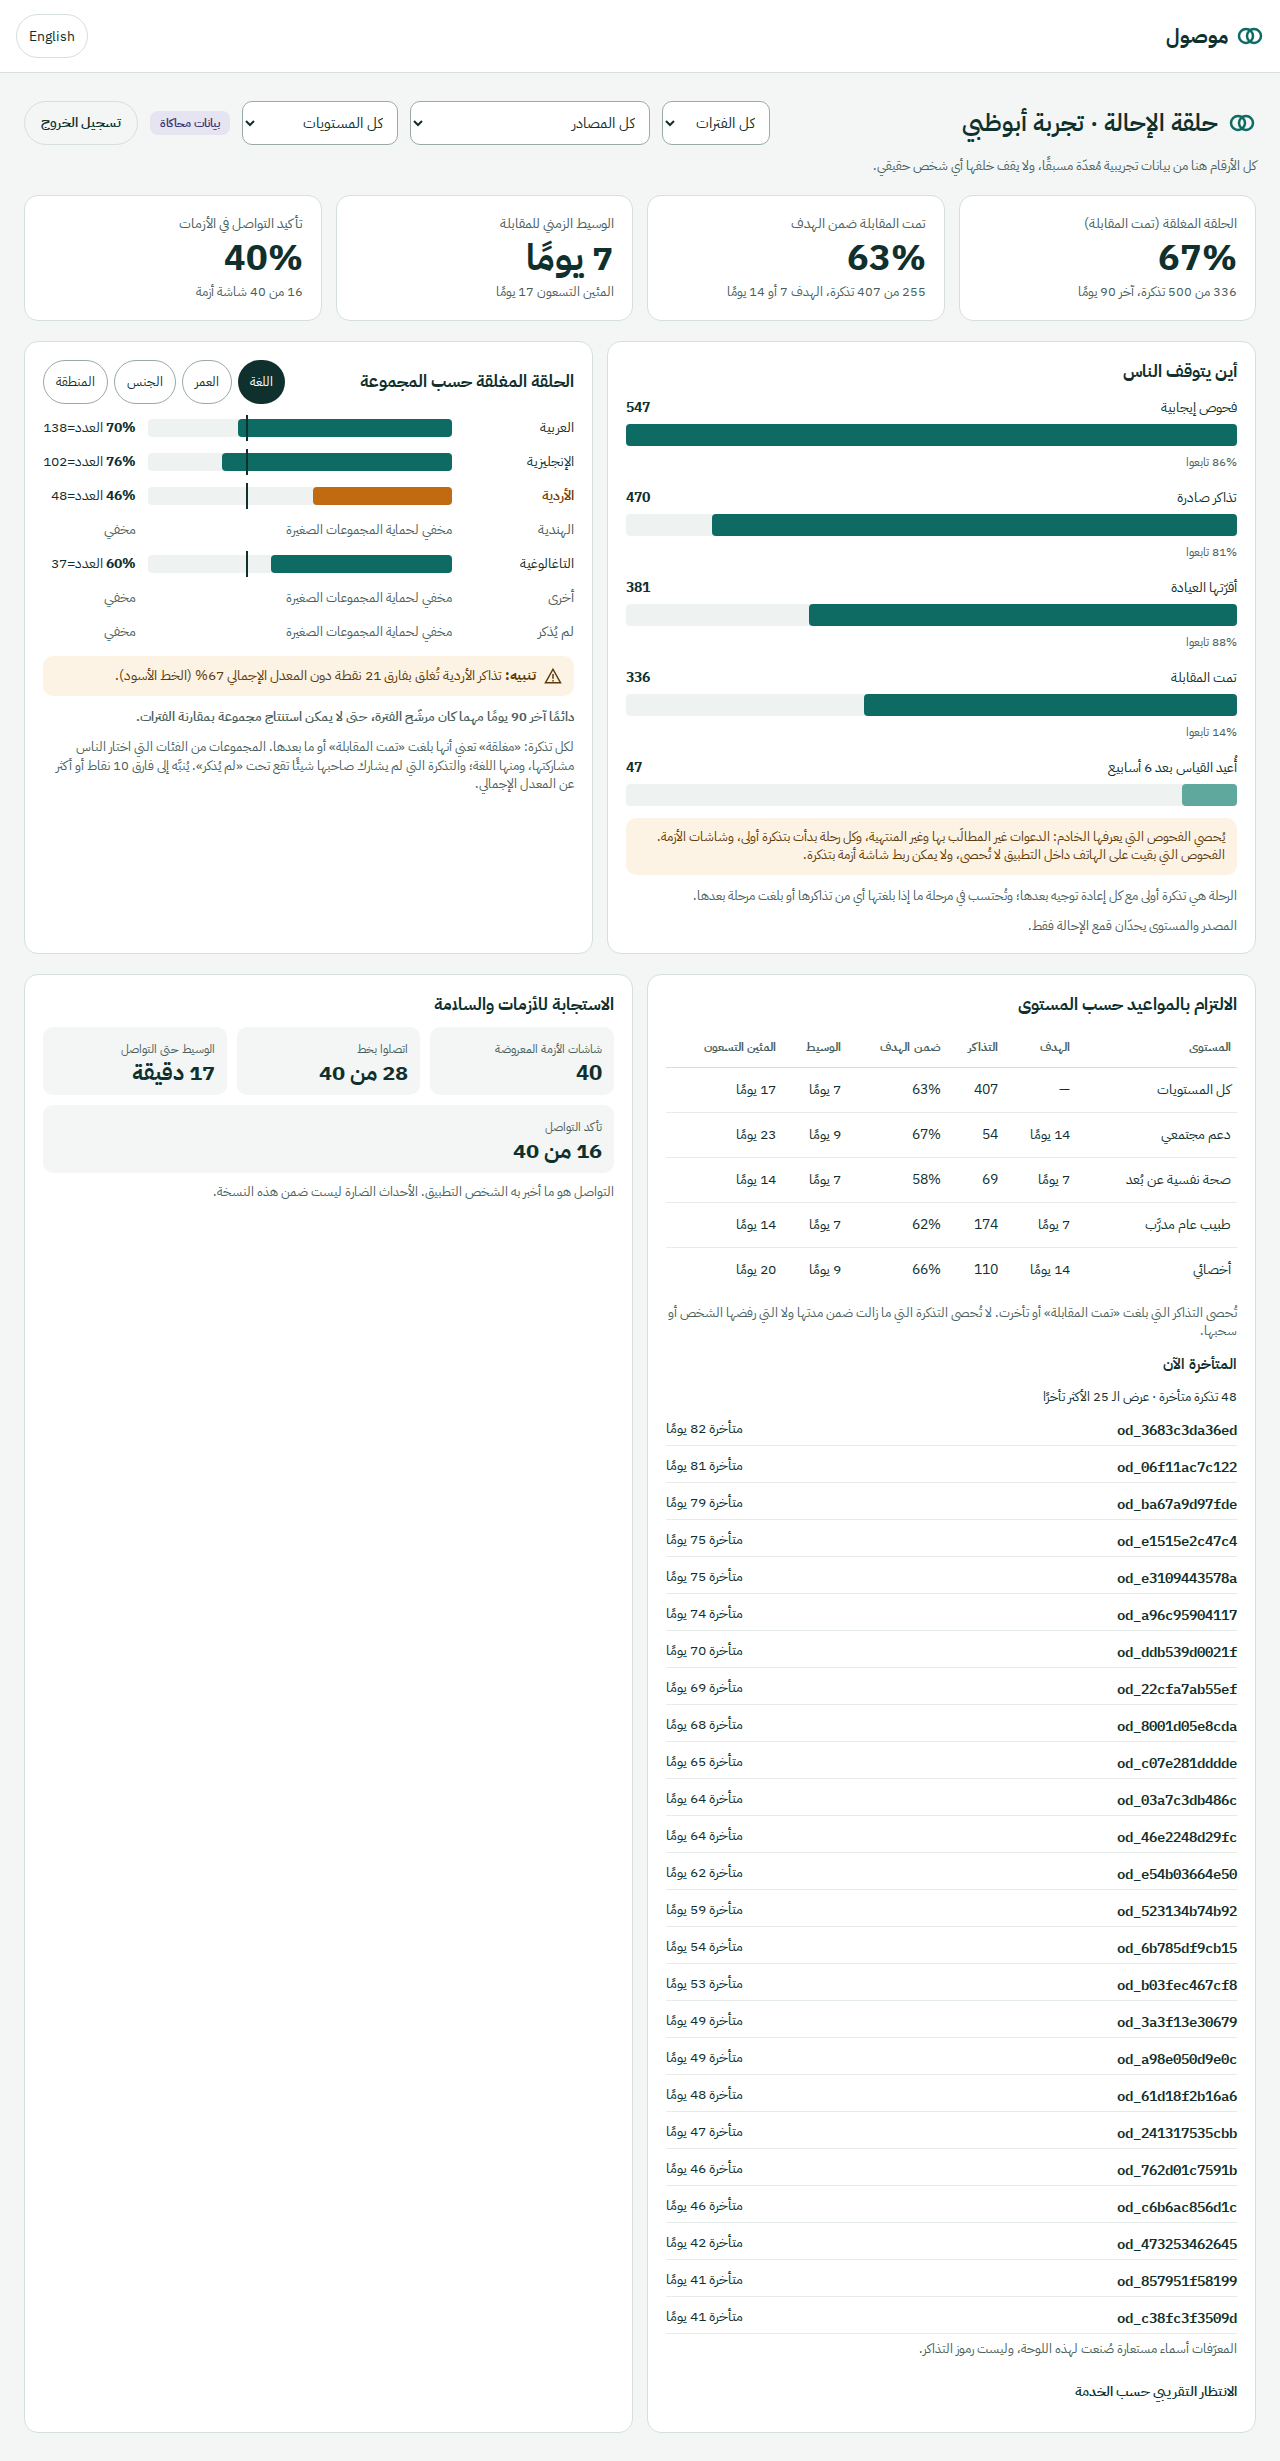 موصول
English
حلقة الإحالة · تجربة أبوظبي
كل الفترات
كل المصادر
كل المستويات
بيانات محاكاة
تسجيل الخروج
كل الأرقام هنا من بيانات تجريبية مُعدّة مسبقًا، ولا يقف خلفها أي شخص حقيقي.
الحلقة المغلقة (تمت المقابلة)
67%
336 من 500 تذكرة، آخر 90 يومًا
تمت المقابلة ضمن الهدف
63%
255 من 407 تذكرة، الهدف 7 أو 14 يومًا
الوسيط الزمني للمقابلة
7 يومًا
المئين التسعون 17 يومًا
تأكيد التواصل في الأزمات
40%
16 من 40 شاشة أزمة
أين يتوقف الناس
فحوص إيجابية 547
86% تابعوا
تذاكر صادرة 470
81% تابعوا
أقرّتها العيادة 381
88% تابعوا
تمت المقابلة 336
14% تابعوا
أُعيد القياس بعد 6 أسابيع 47
يُحصي الفحوص التي يعرفها الخادم: الدعوات غير المطالَب بها وغير المنتهية، وكل رحلة بدأت بتذكرة أولى، وشاشات الأزمة.
الفحوص التي بقيت على الهاتف داخل التطبيق لا تُحصى، ولا يمكن ربط شاشة أزمة بتذكرة.
الرحلة هي تذكرة أولى مع كل إعادة توجيه بعدها؛ وتُحتسب في مرحلة ما إذا بلغتها أي من تذاكرها أو بلغت مرحلة بعدها.
المصدر والمستوى يحدّان قمع الإحالة فقط.
الحلقة المغلقة حسب المجموعة
اللغة
العمر
الجنس
المنطقة
العربية 70% العدد=138
الإنجليزية 76% العدد=102
الأردية 46% العدد=48
الهندية مخفي لحماية المجموعات الصغيرة مخفي
التاغالوغية 60% العدد=37
أخرى مخفي لحماية المجموعات الصغيرة مخفي
لم يُذكر مخفي لحماية المجموعات الصغيرة مخفي
تنبيه: تذاكر الأردية تُغلق بفارق 21 نقطة دون المعدل الإجمالي 67% (الخط الأسود).
دائمًا آخر 90 يومًا مهما كان مرشّح الفترة، حتى لا يمكن استنتاج مجموعة بمقارنة الفترات.
لكل تذكرة: «مغلقة» تعني أنها بلغت «تمت المقابلة» أو ما بعدها. المجموعات من الفئات التي اختار الناس
مشاركتها، ومنها اللغة؛ والتذكرة التي لم يشارك صاحبها شيئًا تقع تحت «لم يُذكر». يُنبَّه إلى فارق 10 نقاط أو أكثر
عن المعدل الإجمالي.
الالتزام بالمواعيد حسب المستوى
المستوى الهدف التذاكر ضمن الهدف الوسيط المئين التسعون
كل المستويات — 407 63% 7 يومًا 17 يومًا
دعم مجتمعي 14 يومًا 54 67% 9 يومًا 23 يومًا
صحة نفسية عن بُعد 7 يومًا 69 58% 7 يومًا 14 يومًا
طبيب عام مدرَّب 7 يومًا 174 62% 7 يومًا 14 يومًا
أخصائي 14 يومًا 110 66% 9 يومًا 20 يومًا
تُحصى التذاكر التي بلغت «تمت المقابلة» أو تأخرت. لا تُحصى التذكرة التي ما زالت ضمن مدتها ولا التي رفضها الشخص أو
سحبها.
المتأخرة الآن
48 تذكرة متأخرة · عرض الـ 25 الأكثر تأخرًا
od_3683c3da36ed متأخرة 82 يومًا
od_06f11ac7c122 متأخرة 81 يومًا
od_ba67a9d97fde متأخرة 79 يومًا
od_e1515e2c47c4 متأخرة 75 يومًا
od_e3109443578a متأخرة 75 يومًا
od_a96c95904117 متأخرة 74 يومًا
od_ddb539d0021f متأخرة 70 يومًا
od_22cfa7ab55ef متأخرة 69 يومًا
od_8001d05e8cda متأخرة 68 يومًا
od_c07e281dddde متأخرة 65 يومًا
od_03a7c3db486c متأخرة 64 يومًا
od_46e2248d29fc متأخرة 64 يومًا
od_e54b03664e50 متأخرة 62 يومًا
od_523134b74b92 متأخرة 59 يومًا
od_6b785df9cb15 متأخرة 54 يومًا
od_b03fec467cf8 متأخرة 53 يومًا
od_3a3f13e30679 متأخرة 49 يومًا
od_a98e050d9e0c متأخرة 49 يومًا
od_61d18f2b16a6 متأخرة 48 يومًا
od_241317535cbb متأخرة 47 يومًا
od_762d01c7591b متأخرة 46 يومًا
od_c6b6ac856d1c متأخرة 46 يومًا
od_473253462645 متأخرة 42 يومًا
od_857951f58199 متأخرة 41 يومًا
od_c38fc3f3509d متأخرة 41 يومًا
المعرّفات أسماء مستعارة صُنعت لهذه اللوحة، وليست رموز التذاكر.
الانتظار التقريبي حسب الخدمة
الاستجابة للأزمات والسلامة
شاشات الأزمة المعروضة
40
اتصلوا بخط
28 من 40
الوسيط حتى التواصل
17 دقيقة
تأكد التواصل
16 من 40
التواصل هو ما أخبر به الشخص التطبيق. الأحداث الضارة ليست ضمن هذه النسخة.